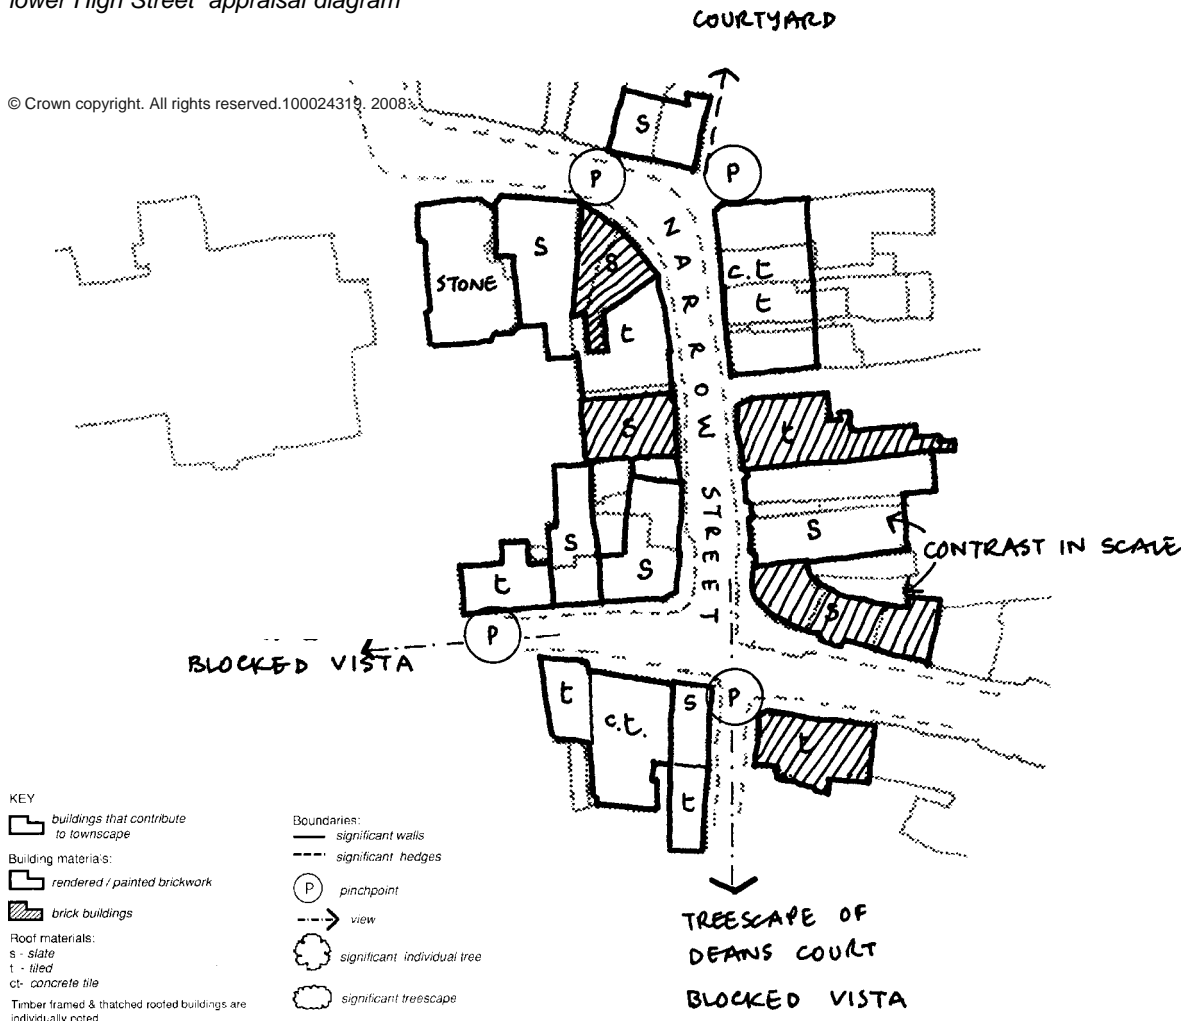 lower High Street" appraisal diagram
COURTYARD
© Crown copyright. All rights reserved.100024319. 2008.
S
P
P
S
S
STONE
t
c.t
t
NARROW STREET
S
t
S
S
S
t
CONTRAST IN SCALE
S
P
BLOCKED VISTA
t
c.t.
S
P
t
t
TREESCAPE OF
DEANS COURT
BLOCKED VISTA
KEY
buildings that contribute
to townscape
Building materials:
rendered / painted brickwork
brick buildings
Roof materials:
s - slate
t - tiled
ct- concrete tile
Timber framed & thatched roofed buildings are
individually noted
Boundaries:
significant walls
significant hedges
P
pinchpoint
view
significant individual tree
significant treescape